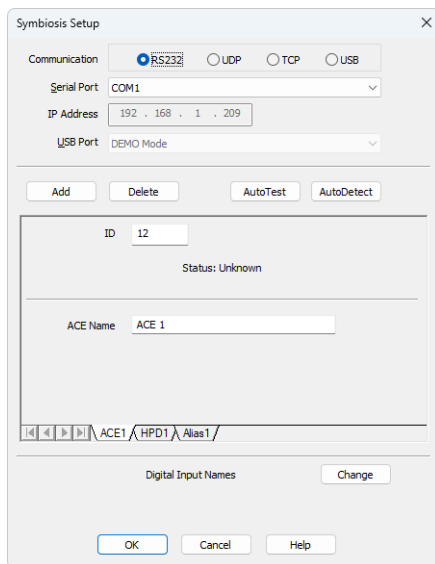 Symbiosis Setup
Communication RS232 UDP TCP USB
Serial Port COM1
IP Address 192 . 168 . 1 . 209
USB Port DEMO Mode
Add Delete AutoTest AutoDetect
ID 12
Status: Unknown
ACE Name ACE 1
ACE1 HPD1 Alias1
Digital Input Names Change
OK Cancel Help